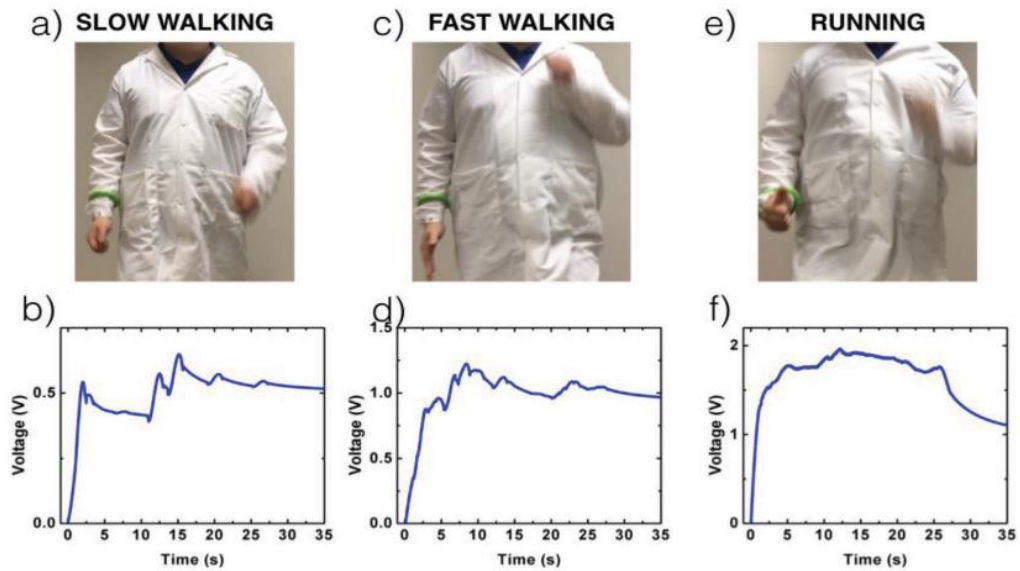 a) SLOW WALKING
c) FAST WALKING
e) RUNNING
b)
0.5
0.0
Voltage (V)
0 5 10 15 20 25 30 35
Time (s)
d)
1.5
1.0
0.5
0.0
Voltage (V)
0 5 10 15 20 25 30 35
Time (s)
f)
2
1
0
Voltage (V)
0 5 10 15 20 25 30 35
Time (s)